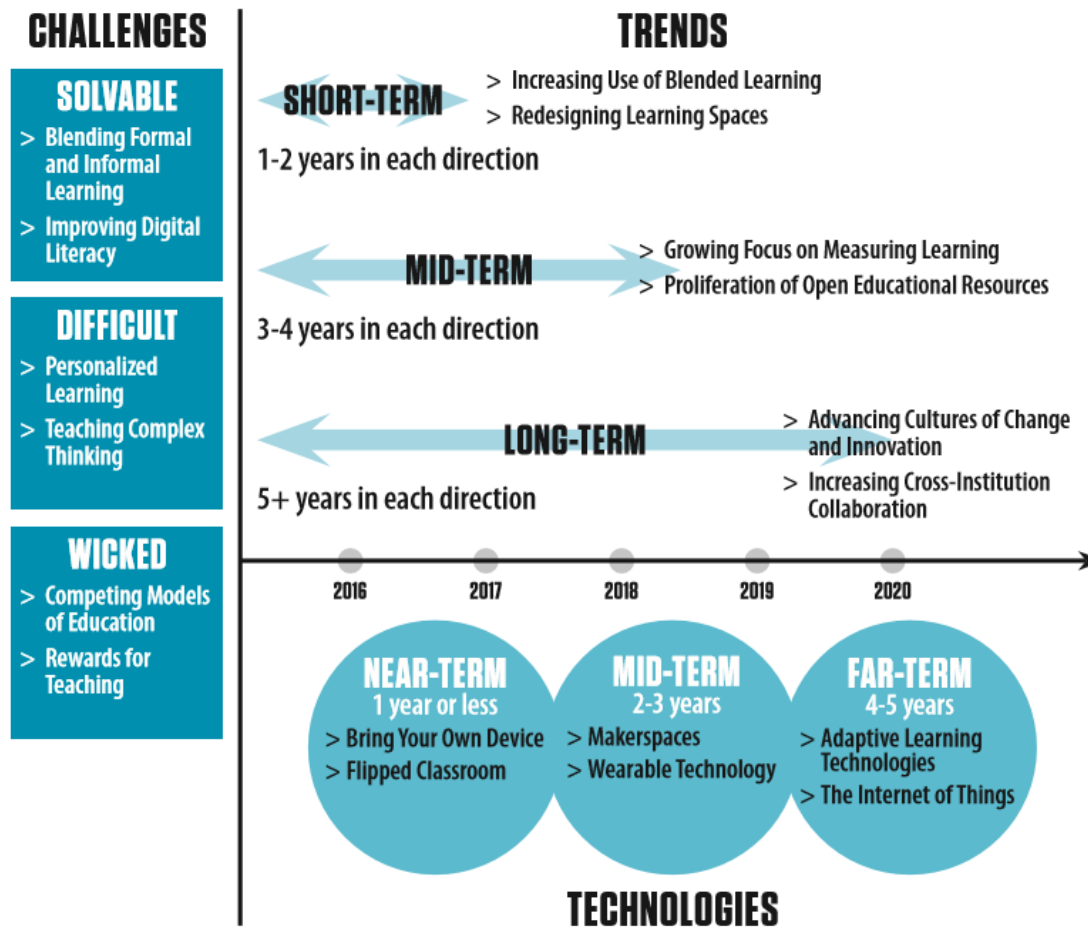 CHALLENGES
SOLVABLE
> Blending Formal
and Informal
Learning
> Improving Digital
Literacy
DIFFICULT
> Personalized
Learning
> Teaching Complex
Thinking
WICKED
> Competing Models
of Education
> Rewards for
Teaching
TRENDS
SHORT-TERM
> Increasing Use of Blended Learning
> Redesigning Learning Spaces
1-2 years in each direction
MID-TERM
> Growing Focus on Measuring Learning
> Proliferation of Open Educational Resources
3-4 years in each direction
LONG-TERM
> Advancing Cultures of Change
and Innovation
> Increasing Cross-Institution
Collaboration
5+ years in each direction
2016 2017 2018 2019 2020
NEAR-TERM
1 year or less
> Bring Your Own Device
> Flipped Classroom
MID-TERM
2-3 years
> Makerspaces
> Wearable Technology
FAR-TERM
4-5 years
> Adaptive Learning
Technologies
> The Internet of Things
TECHNOLOGIES